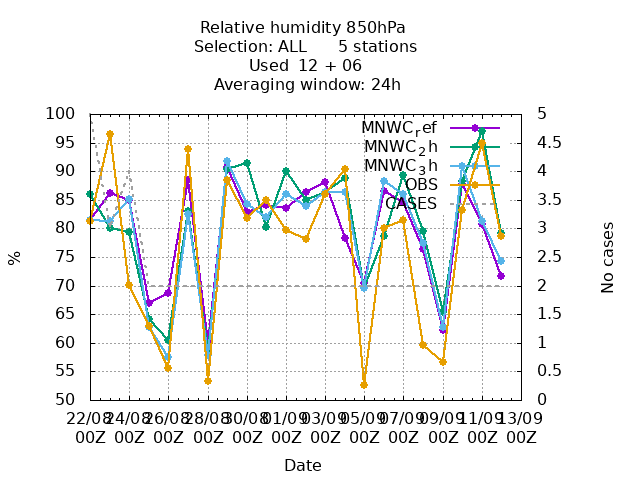 Relative humidity 850hPa
Selection: ALL 5 stations
Used 12 + 06
Averaging window: 24h
MNWC_ref
MNWC_2h
MNWC_3h
OBS
CASES
100
95
90
85
80
75
70
65
60
55
50
%
5
4.5
4
3.5
3
2.5
2
1.5
1
0.5
0
No cases
22/08 24/08 26/08 28/08 30/08 01/09 03/09 05/09 07/09 09/09 11/09 13/09
00Z 00Z 00Z 00Z 00Z 00Z 00Z 00Z 00Z 00Z 00Z 00Z
Date